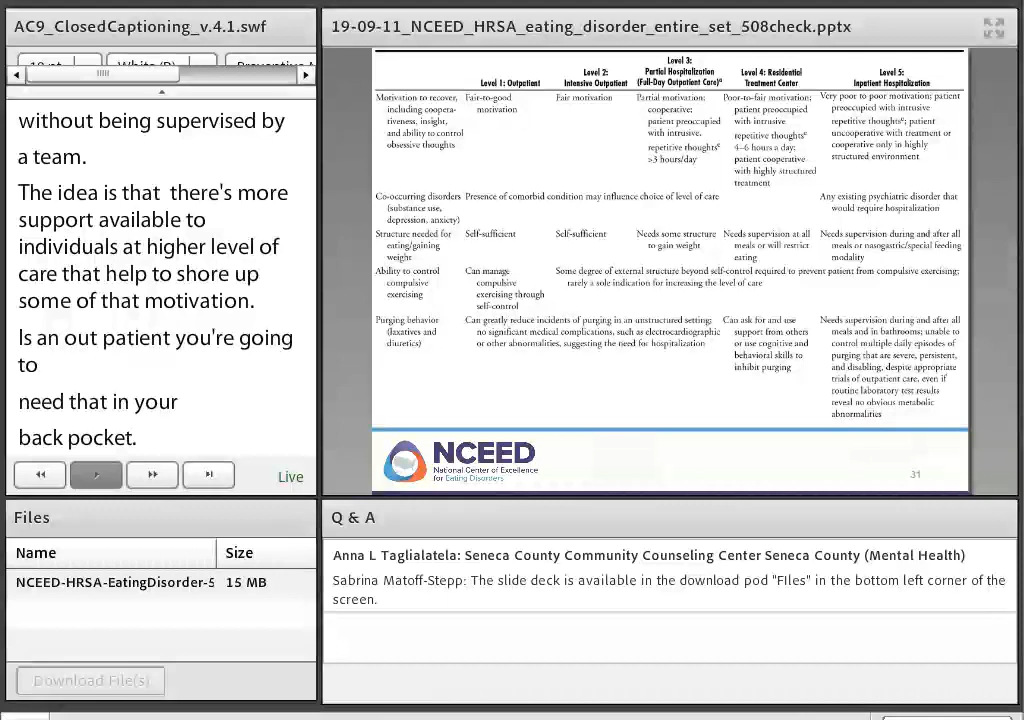 AC9_ClosedCaptioning_v.4.1.swf
without being supervised by
a team.
The idea is that there's more
support available to
individuals at higher level of
care that help to shore up
some of that motivation.
Is an out patient you're going
to
need that in your
back pocket.
Live
Files
Name Size
NCEED-HRSA-EatingDisorder-5 15 MB
Download File(s)
19-09-11_NCEED_HRSA_eating_disorder_entire_set_508check.pptx
Level 1: Outpatient
Level 2:
Intensive Outpatient
Level 3:
Partial Hospitalization
(Full-Day Outpatient Care)ᵃ
Level 4: Residential
Treatment Center
Level 5:
Inpatient Hospitalization
Motivation to recover,
including coopera-
tiveness, insight,
and ability to control
obsessive thoughts
Fair-to-good
motivation
Fair motivation
Partial motivation;
cooperative;
patient preoccupied
with intrusive,
repetitive thoughtsᶜ
>3 hours/day
Poor-to-fair motivation;
patient preoccupied
with intrusive
repetitive thoughtsᶜ
4–6 hours a day;
patient cooperative
with highly structured
treatment
Very poor to poor motivation; patient
preoccupied with intrusive
repetitive thoughtsᶜ; patient
uncooperative with treatment or
cooperative only in highly
structured environment
Co-occurring disorders
(substance use,
depression, anxiety)
Presence of comorbid condition may influence choice of level of care
Any existing psychiatric disorder that
would require hospitalization
Structure needed for
eating/gaining
weight
Self-sufficient
Self-sufficient
Needs some structure
to gain weight
Needs supervision at all
meals or will restrict
eating
Needs supervision during and after all
meals or nasogastric/special feeding
modality
Ability to control
compulsive
exercising
Can manage
compulsive
exercising through
self-control
Some degree of external structure beyond self-control required to prevent patient from compulsive exercising;
rarely a sole indication for increasing the level of care
Purging behavior
(laxatives and
diuretics)
Can greatly reduce incidents of purging in an unstructured setting;
no significant medical complications, such as electrocardiographic
or other abnormalities, suggesting the need for hospitalization
Can ask for and use
support from others
or use cognitive and
behavioral skills to
inhibit purging
Needs supervision during and after all
meals and in bathrooms; unable to
control multiple daily episodes of
purging that are severe, persistent,
and disabling, despite appropriate
trials of outpatient care, even if
routine laboratory test results
reveal no obvious metabolic
abnormalities
NCEED
National Center of Excellence
for Eating Disorders
31
Q & A
Anna L Taglialatela: Seneca County Community Counseling Center Seneca County (Mental Health)
Sabrina Matoff-Stepp: The slide deck is available in the download pod "FIles" in the bottom left corner of the
screen.